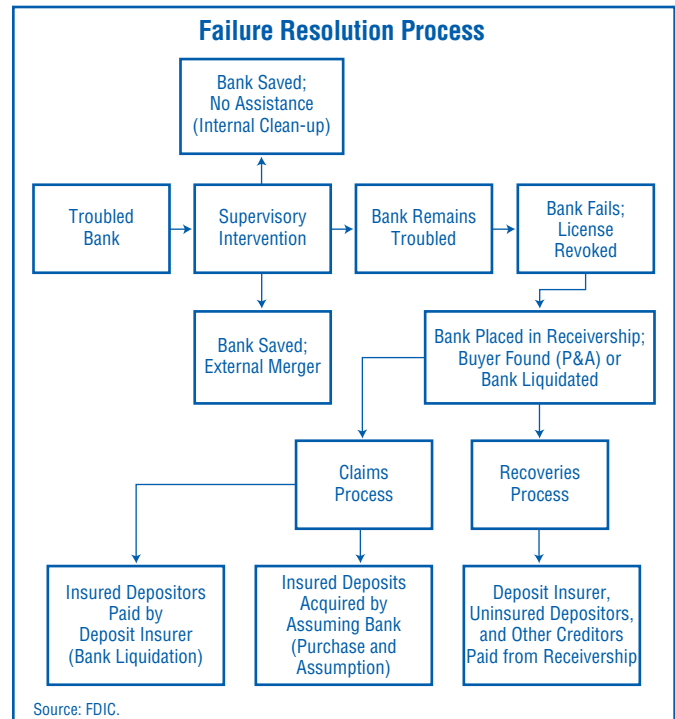 Failure Resolution Process
Bank Saved;
No Assistance
(Internal Clean-up)
Troubled
Bank
Supervisory
Intervention
Bank Remains
Troubled
Bank Fails;
License
Revoked
Bank Saved;
External Merger
Bank Placed in Receivership;
Buyer Found (P&A) or
Bank Liquidated
Claims
Process
Recoveries
Process
Insured Depositors
Paid by
Deposit Insurer
(Bank Liquidation)
Insured Deposits
Acquired by
Assuming Bank
(Purchase and
Assumption)
Deposit Insurer,
Uninsured Depositors,
and Other Creditors
Paid from Receivership
Source: FDIC.